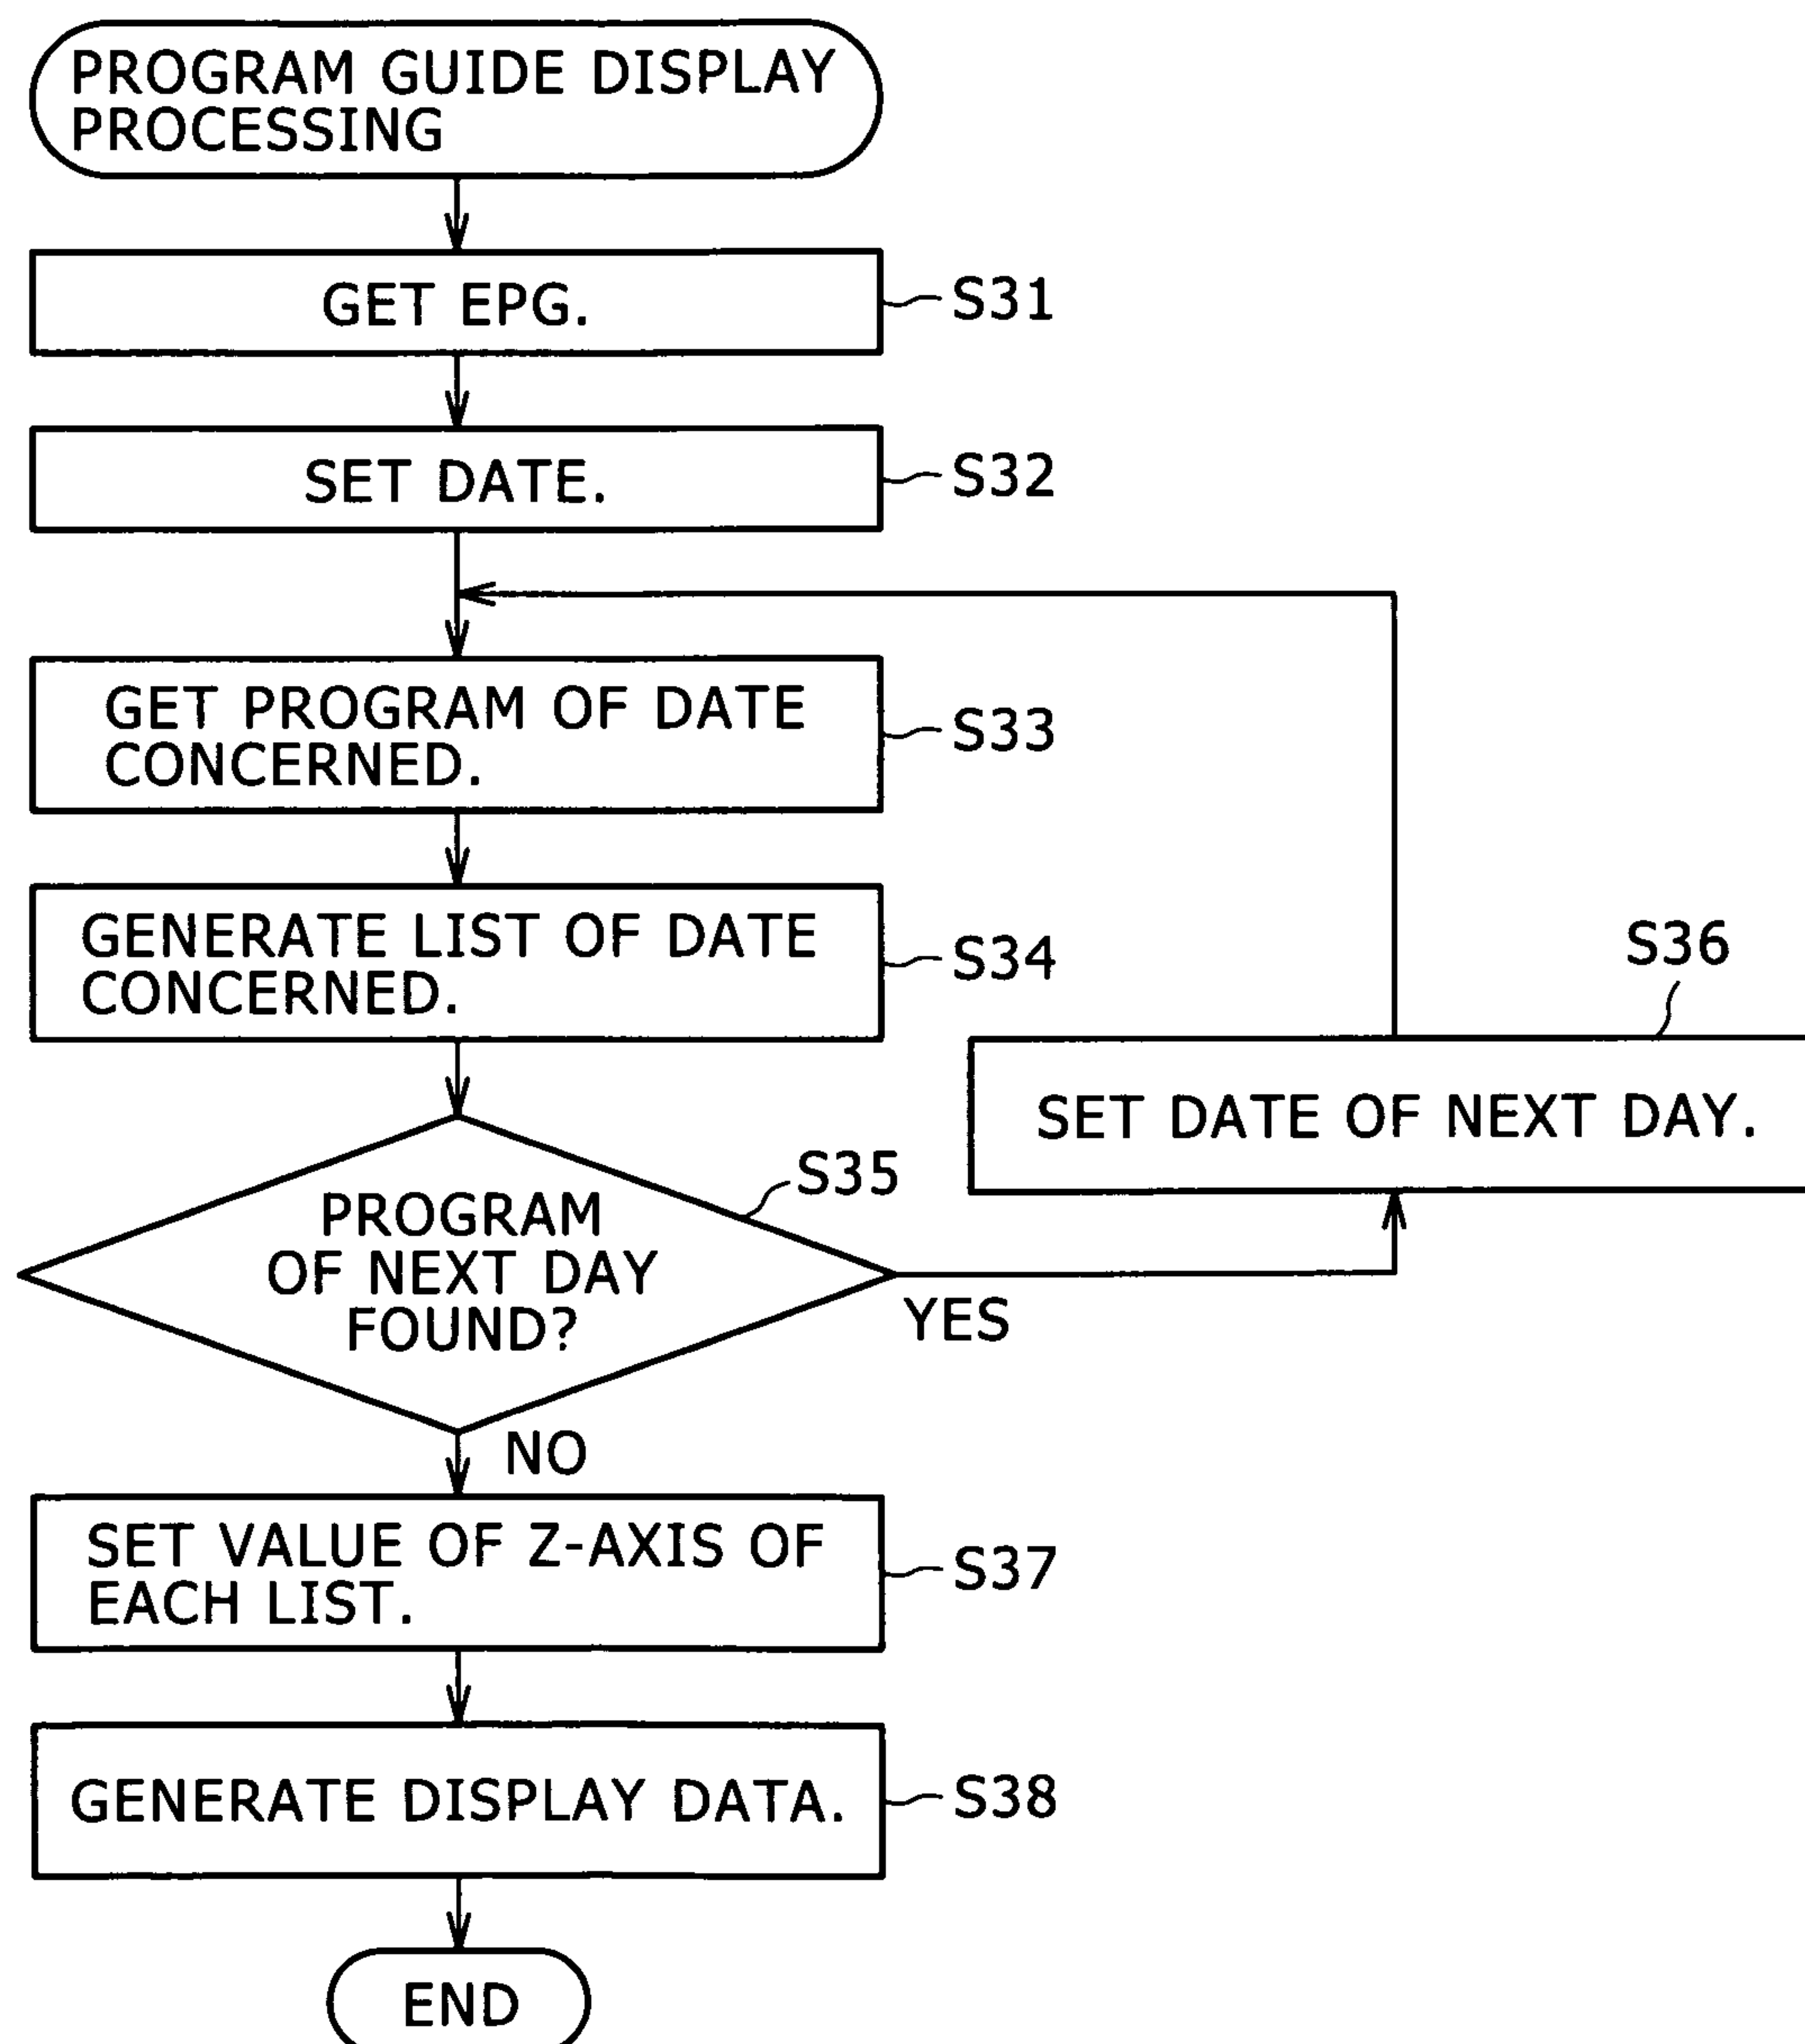 PROGRAM GUIDE DISPLAY
PROCESSING
GET EPG.
S31
SET DATE.
S32
GET PROGRAM OF DATE
CONCERNED.
S33
GENERATE LIST OF DATE
CONCERNED.
S34
S36
SET DATE OF NEXT DAY.
S35
PROGRAM
OF NEXT DAY
FOUND?
YES
NO
SET VALUE OF Z-AXIS OF
EACH LIST.
S37
GENERATE DISPLAY DATA.
S38
END